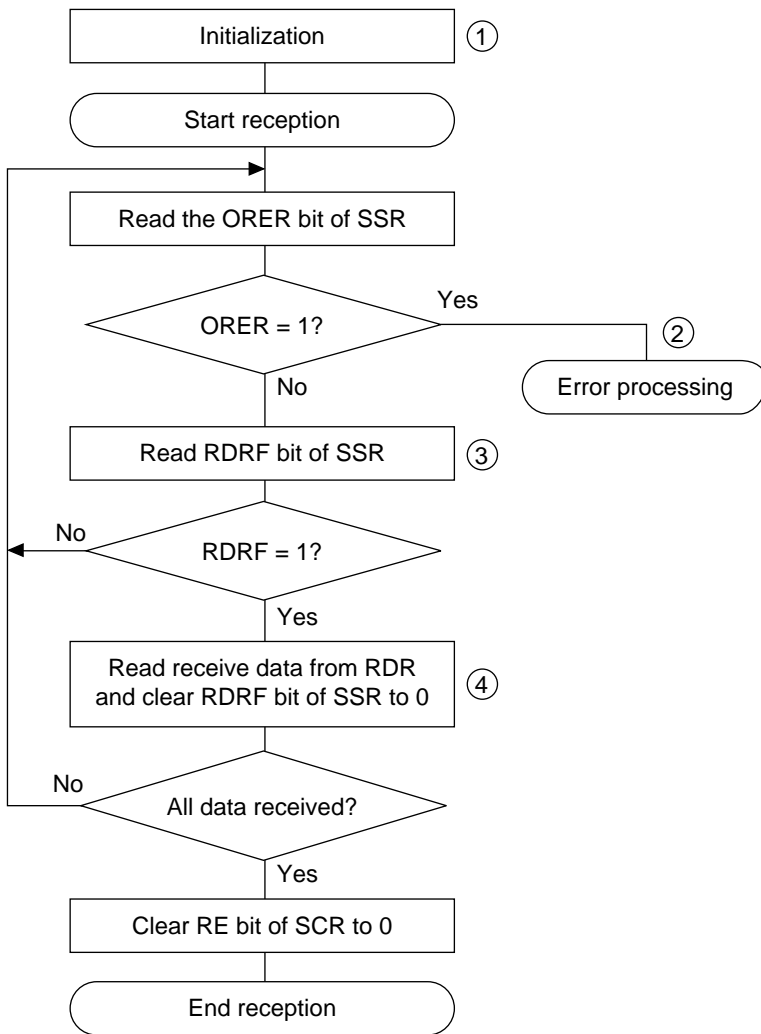 Initialization
①
Start reception
Read the ORER bit of SSR
ORER = 1?
Yes
②
Error processing
No
Read RDRF bit of SSR
③
No
RDRF = 1?
Yes
Read receive data from RDR
and clear RDRF bit of SSR to 0
④
No
All data received?
Yes
Clear RE bit of SCR to 0
End reception